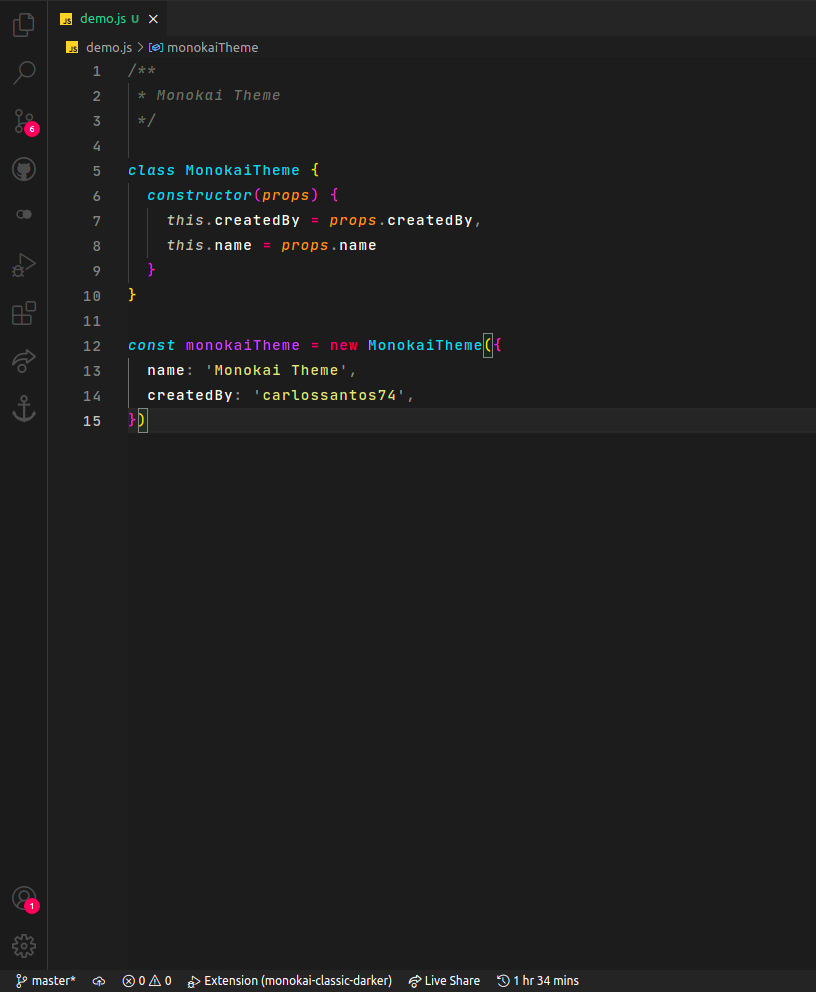 JS demo.js U
JS demo.js > monokaiTheme
1 /**
2  * Monokai Theme
3  */
4
5 class MonokaiTheme {
6   constructor(props) {
7     this.createdBy = props.createdBy,
8     this.name = props.name
9   }
10 }
11
12 const monokaiTheme = new MonokaiTheme({
13   name: 'Monokai Theme',
14   createdBy: 'carlossantos74',
15 })
6
1
master* 0 0 Extension (monokai-classic-darker) Live Share 1 hr 34 mins